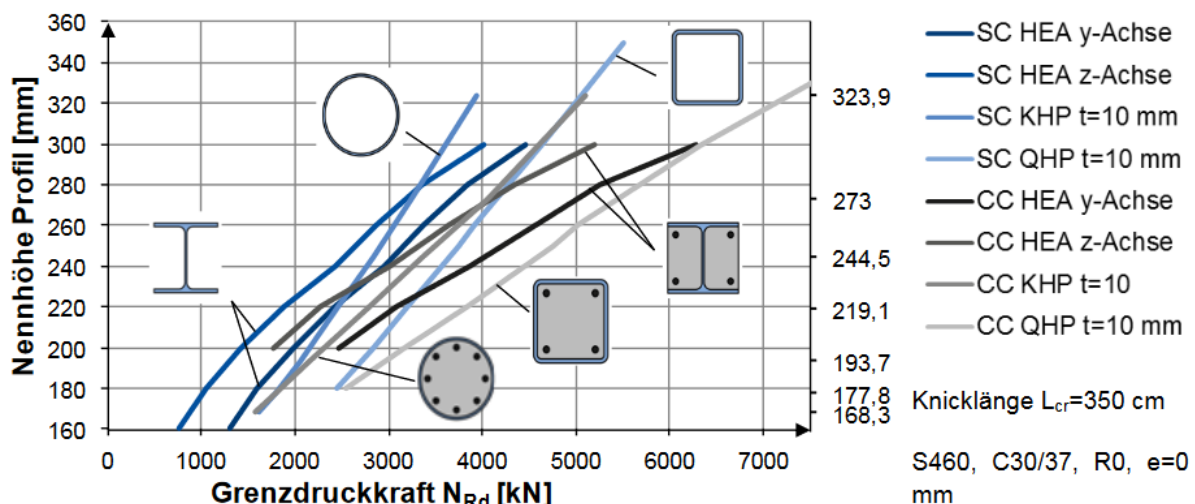 Nennhöhe Profil [mm]
360
340
320
300
280
260
240
220
200
180
160
0 1000 2000 3000 4000 5000 6000 7000
Grenzdruckkraft N_Rd [kN]
323,9
273
244,5
219,1
193,7
177,8
168,3
SC HEA y-Achse
SC HEA z-Achse
SC KHP t=10 mm
SC QHP t=10 mm
CC HEA y-Achse
CC HEA z-Achse
CC KHP t=10
CC QHP t=10 mm
Knicklänge L_cr=350 cm
S460, C30/37, R0, e=0
mm